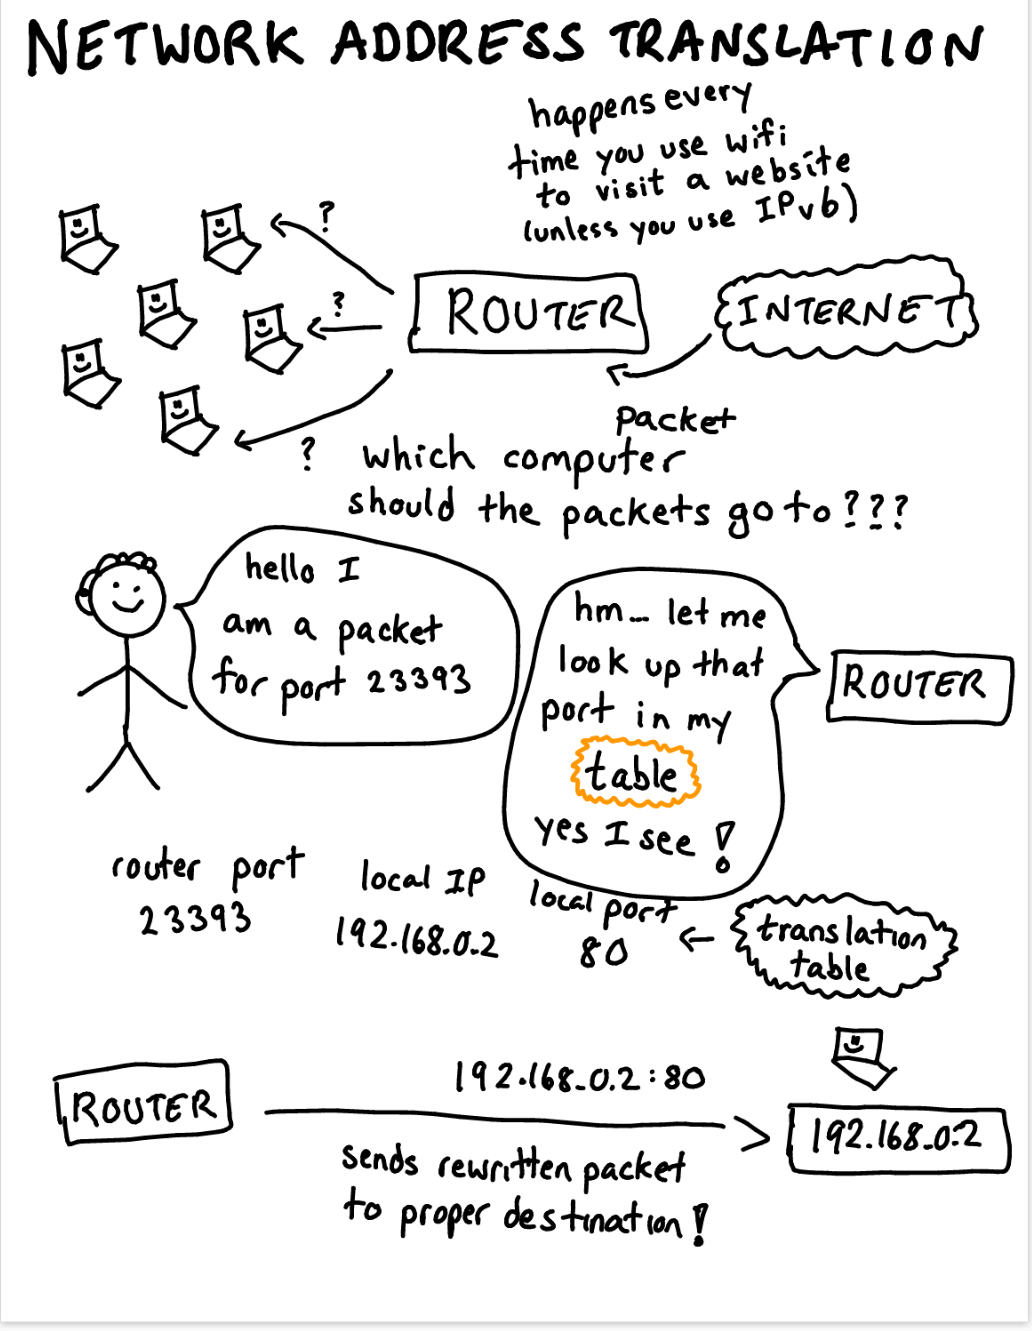 NETWORK ADDRESS TRANSLATION
happens every
time you use wifi
to visit a website
(unless you use IPv6)
?
?
ROUTER
INTERNET
packet
?
which computer
should the packets go to???
hello I
am a packet
for port 23393
hm... let me
look up that
port in my
table
yes I see!
ROUTER
router port
23393
local IP
192.168.0.2
local port
80
translation
table
ROUTER
192.168.0.2:80
sends rewritten packet
to proper destination!
192.168.0.2